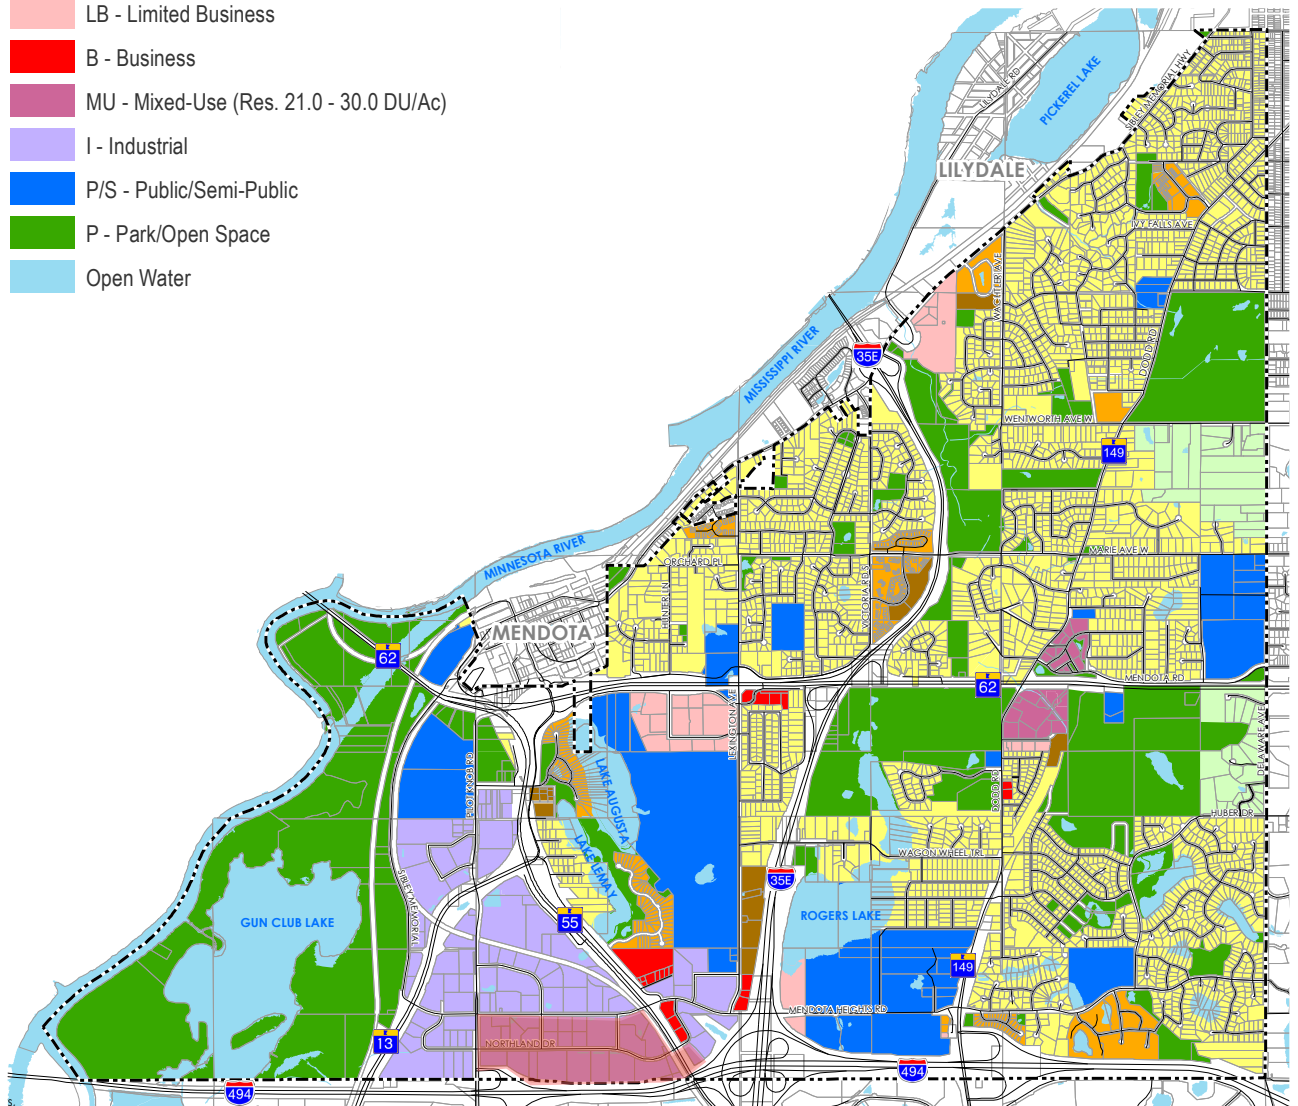 LB - Limited Business
B - Business
MU - Mixed-Use (Res. 21.0 - 30.0 DU/Ac)
I - Industrial
P/S - Public/Semi-Public
P - Park/Open Space
Open Water
SIBLEY MEMORIAL HWY
LILYDALE RD
PICKEREL LAKE
LILYDALE
IVY FALLS AVE
WACHTLER AVE
MISSISSIPPI RIVER
35E
DODD RD
WENTWORTH AVE W
149
MINNESOTA RIVER
ORCHARD PL
MARIE AVE W
HUNTER LN
VICTORIA RD S
MENDOTA
62
62
MENDOTA RD
LEXINGTON AVE
DELAWARE AVE
PILOT KNOB RD
LAKE AUGUSTA
DODD RD
HUBER DR
LAKE LEMAY
WAGON WHEEL TRL
35E
SIBLEY MEMORIAL
GUN CLUB LAKE
55
ROGERS LAKE
149
MENDOTA HEIGHTS RD
13
NORTHLAND DR
494
494
S.